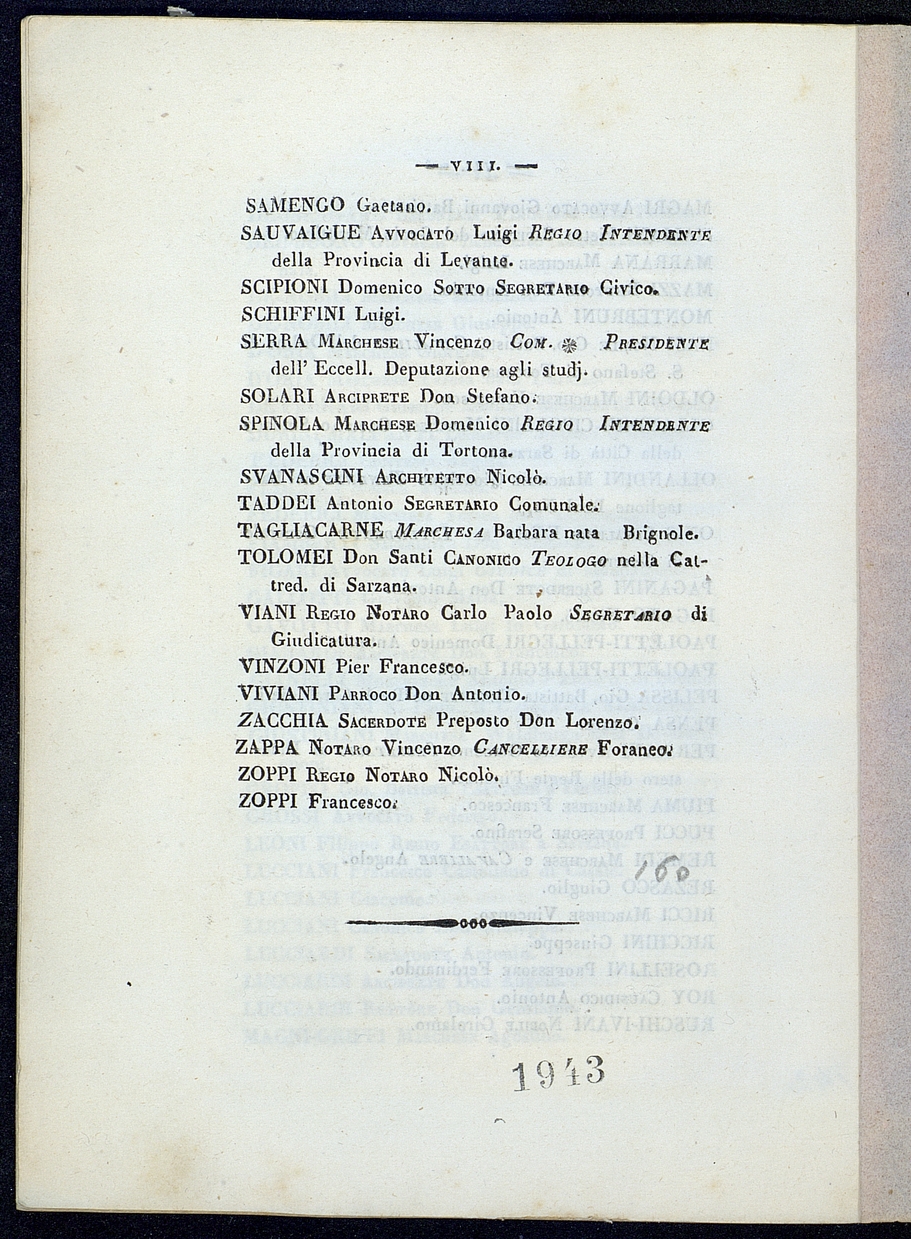 — VIII. —
SAMENGO Gaetano.
SAUVAIGUE Avvocato Luigi Regio Intendente
della Provincia di Levante.
SCIPIONI Domenico Sotto Segretario Civico.
SCHIFFINI Luigi.
SERRA Marchese Vincenzo Com. ❋ Presidente
dell' Eccell. Deputazione agli studj.
SOLARI Arciprete Don Stefano.
SPINOLA Marchese Domenico Regio Intendente
della Provincia di Tortona.
SVANASCINI Architetto Nicolò.
TADDEI Antonio Segretario Comunale.
TAGLIACARNE Marchesa Barbara nata Brignole.
TOLOMEI Don Santi Canonico Teologo nella Cat-
tred. di Sarzana.
VIANI Regio Notaro Carlo Paolo Segretario di
Giudicatura.
VINZONI Pier Francesco.
VIVIANI Parroco Don Antonio.
ZACCHIA Sacerdote Preposto Don Lorenzo.
ZAPPA Notaro Vincenzo Cancelliere Foraneo.
ZOPPI Regio Notaro Nicolò.
ZOPPI Francesco.
160
1943